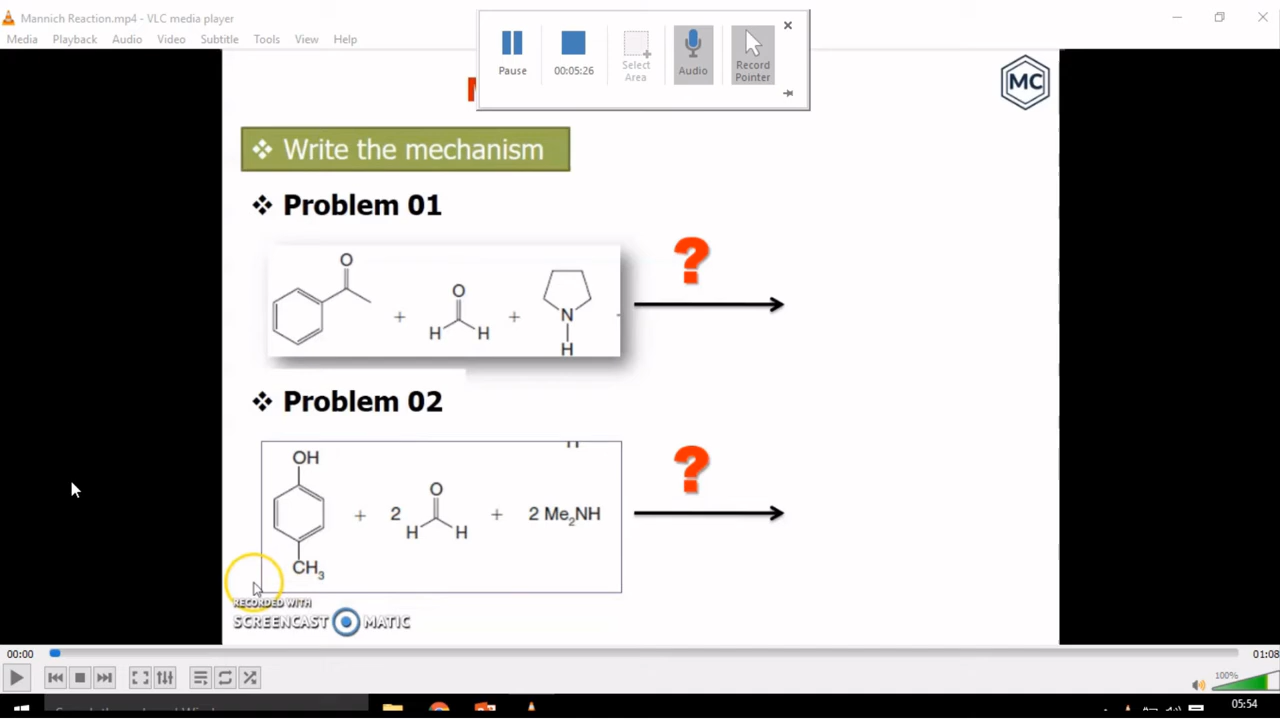 Mannich Reaction.mp4 - VLC media player
Media Playback Audio Video Subtitle Tools View Help
Pause
00:05:26
Select Area
Audio
Record Pointer
MC
❖ Write the mechanism
❖ Problem 01
O
+
O
H H
+
N
H
?
❖ Problem 02
OH
CH3
+
2
O
H H
+
2 Me2NH
?
RECORDED WITH
SCREENCAST MATIC
00:00
01:08
100%
05:54